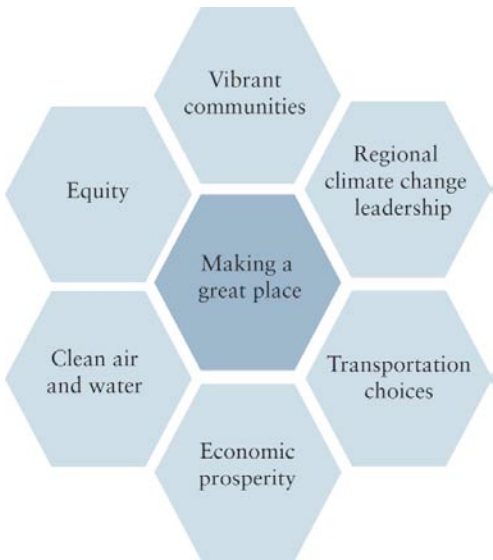 Vibrant
communities
Regional
climate change
leadership
Equity
Making a
great place
Clean air
and water
Transportation
choices
Economic
prosperity